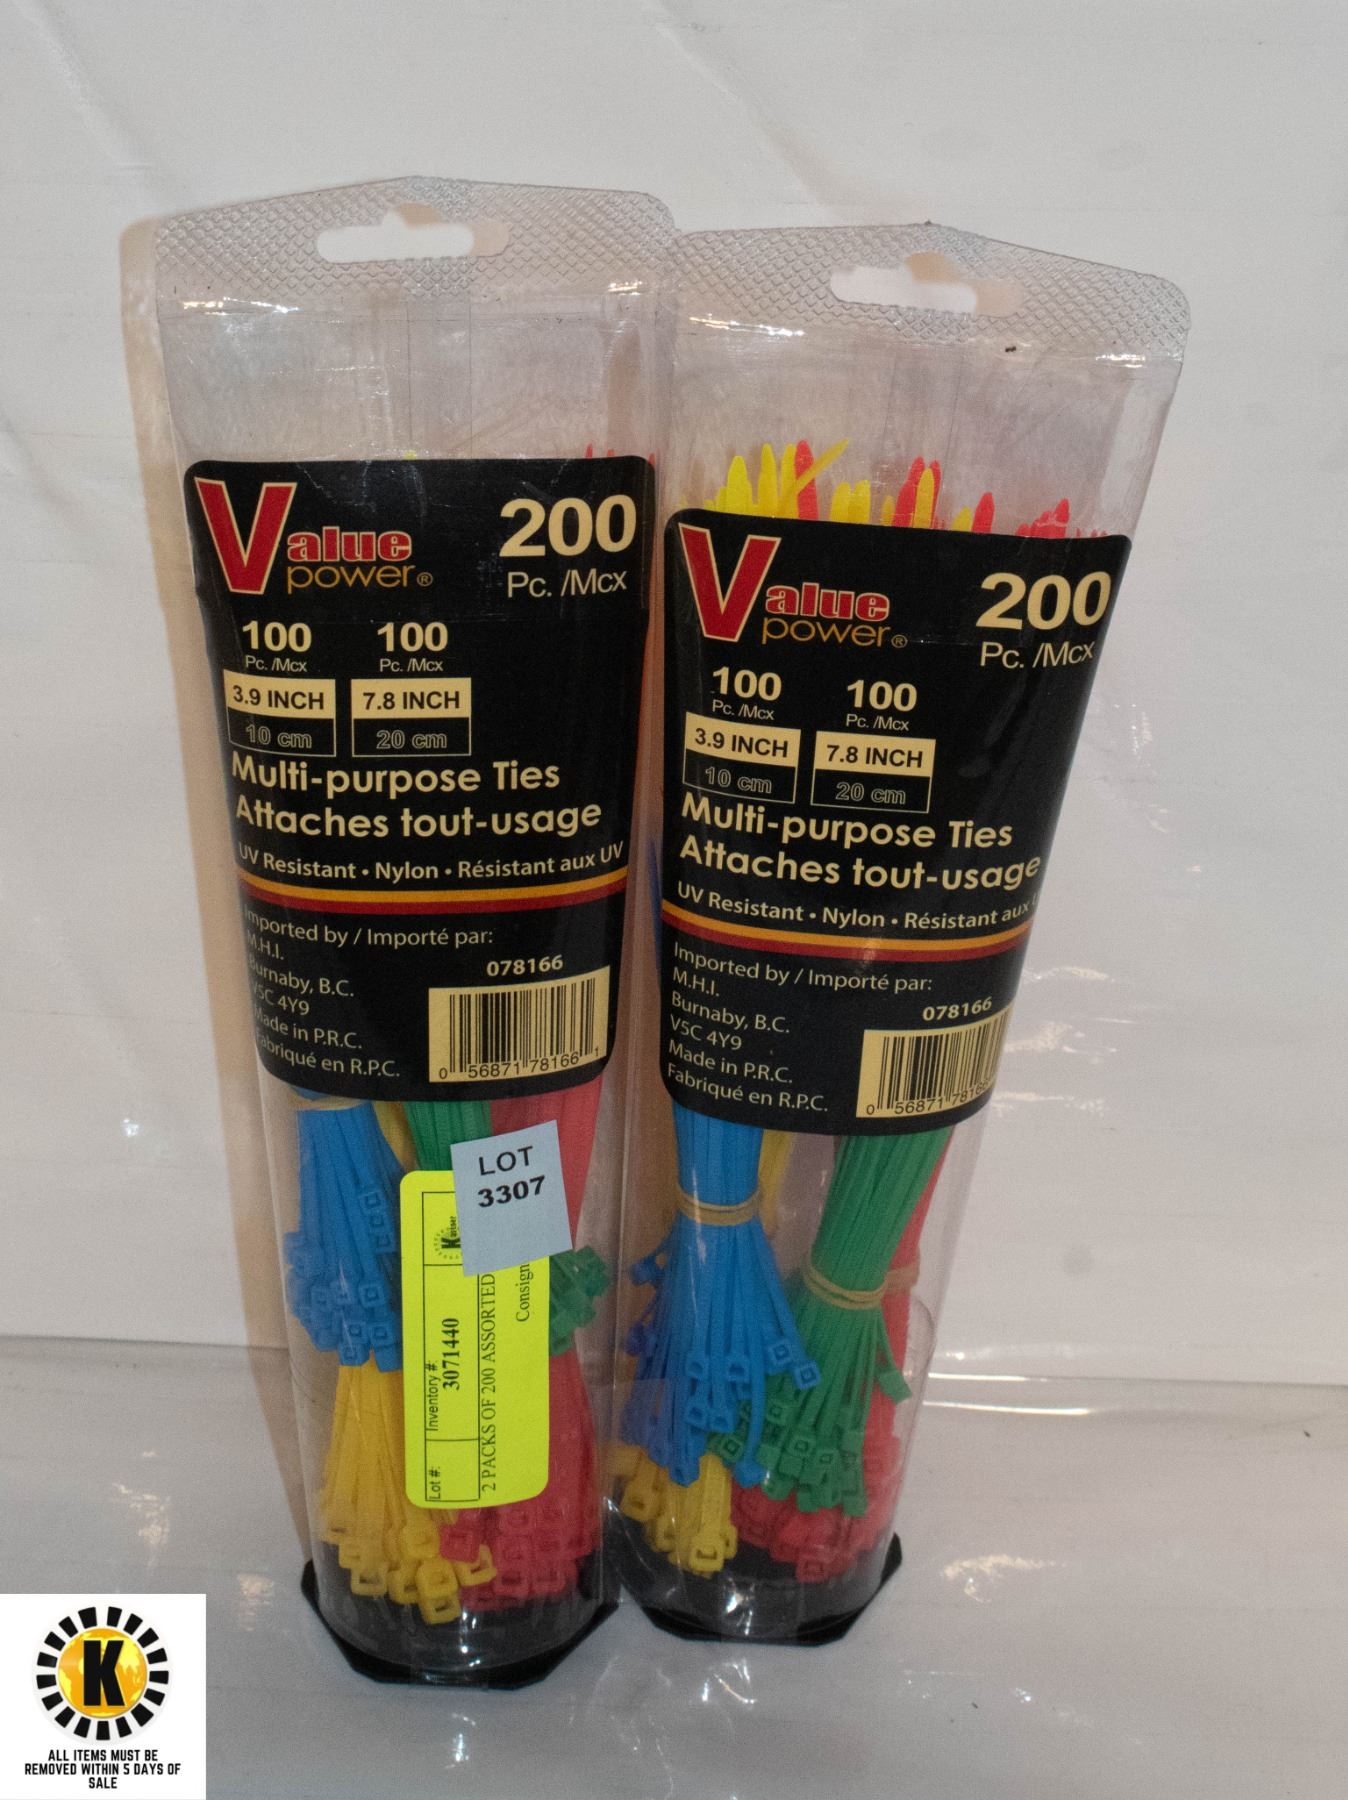 Value
power®
200
Pc. /Mcx
100 100
Pc. /Mcx Pc. /Mcx
3.9 INCH 7.8 INCH
10 cm 20 cm
Multi-purpose Ties
Attaches tout-usage
UV Resistant • Nylon • Résistant aux UV
Imported by / Importé par:
M.H.I.
Burnaby, B.C.
V5C 4Y9
Made in P.R.C.
Fabriqué en R.P.C.
078166
0 56871 78166 1
LOT
3307
Lot #: Inventory #:
3071440
Kastner
2 PACKS OF 200 ASSORTED
Consign
Value
power®
200
Pc. /Mcx
100 100
Pc. /Mcx Pc. /Mcx
3.9 INCH 7.8 INCH
10 cm 20 cm
Multi-purpose Ties
Attaches tout-usage
UV Resistant • Nylon • Résistant aux
Imported by / Importé par:
M.H.I.
Burnaby, B.C.
V5C 4Y9
Made in P.R.C.
Fabriqué en R.P.C.
078166
0 56871 78166
K
ALL ITEMS MUST BE
REMOVED WITHIN 5 DAYS OF
SALE